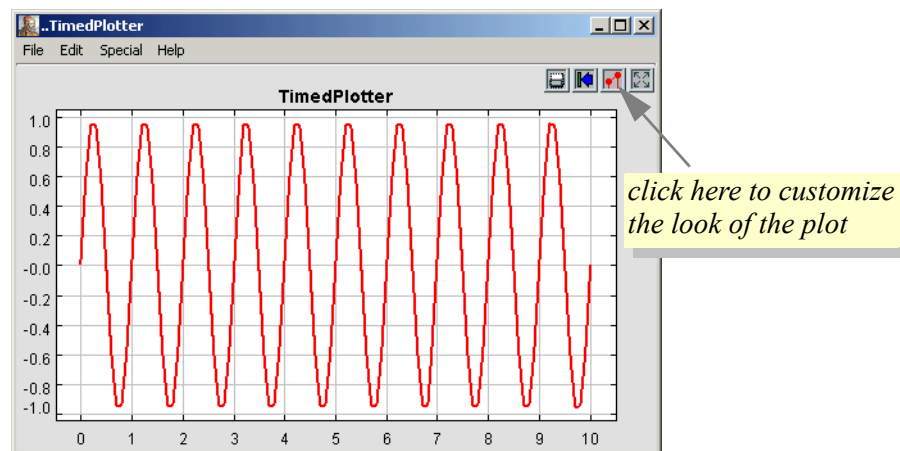 ..TimedPlotter
File Edit Special Help
TimedPlotter
1.0
0.8
0.6
0.4
0.2
-0.0
-0.2
-0.4
-0.6
-0.8
-1.0
0 1 2 3 4 5 6 7 8 9 10
click here to customize
the look of the plot